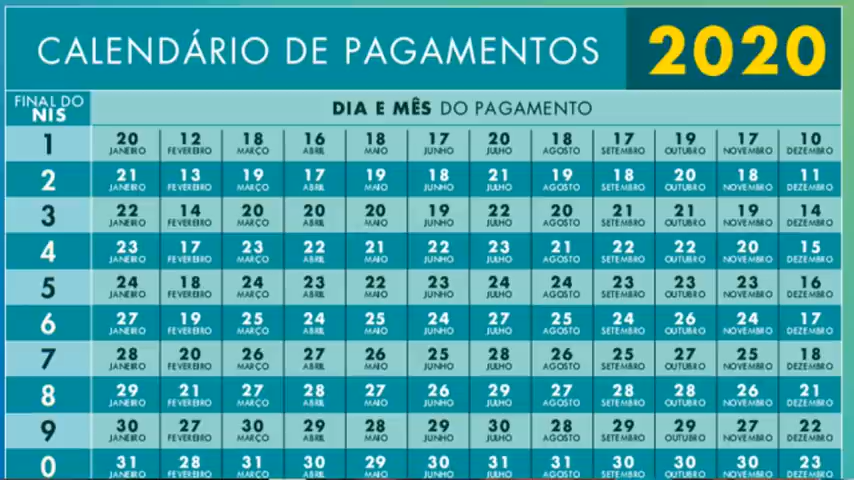 CALENDÁRIO DE PAGAMENTOS 2020
FINAL DO NIS DIA E MÊS DO PAGAMENTO
1 20 JANEIRO 12 FEVEREIRO 18 MARÇO 16 ABRIL 18 MAIO 17 JUNHO 20 JULHO 18 AGOSTO 17 SETEMBRO 19 OUTUBRO 17 NOVEMBRO 10 DEZEMBRO
2 21 JANEIRO 13 FEVEREIRO 19 MARÇO 17 ABRIL 19 MAIO 18 JUNHO 21 JULHO 19 AGOSTO 18 SETEMBRO 20 OUTUBRO 18 NOVEMBRO 11 DEZEMBRO
3 22 JANEIRO 14 FEVEREIRO 20 MARÇO 20 ABRIL 20 MAIO 19 JUNHO 22 JULHO 20 AGOSTO 21 SETEMBRO 21 OUTUBRO 19 NOVEMBRO 14 DEZEMBRO
4 23 JANEIRO 17 FEVEREIRO 23 MARÇO 22 ABRIL 21 MAIO 22 JUNHO 23 JULHO 21 AGOSTO 22 SETEMBRO 22 OUTUBRO 20 NOVEMBRO 15 DEZEMBRO
5 24 JANEIRO 18 FEVEREIRO 24 MARÇO 23 ABRIL 22 MAIO 23 JUNHO 24 JULHO 24 AGOSTO 23 SETEMBRO 23 OUTUBRO 23 NOVEMBRO 16 DEZEMBRO
6 27 JANEIRO 19 FEVEREIRO 25 MARÇO 24 ABRIL 25 MAIO 24 JUNHO 27 JULHO 25 AGOSTO 24 SETEMBRO 26 OUTUBRO 24 NOVEMBRO 17 DEZEMBRO
7 28 JANEIRO 20 FEVEREIRO 26 MARÇO 27 ABRIL 26 MAIO 25 JUNHO 28 JULHO 26 AGOSTO 25 SETEMBRO 27 OUTUBRO 25 NOVEMBRO 18 DEZEMBRO
8 29 JANEIRO 21 FEVEREIRO 27 MARÇO 28 ABRIL 27 MAIO 26 JUNHO 29 JULHO 27 AGOSTO 28 SETEMBRO 28 OUTUBRO 26 NOVEMBRO 21 DEZEMBRO
9 30 JANEIRO 27 FEVEREIRO 30 MARÇO 29 ABRIL 28 MAIO 29 JUNHO 30 JULHO 28 AGOSTO 29 SETEMBRO 29 OUTUBRO 27 NOVEMBRO 22 DEZEMBRO
0 31 JANEIRO 28 FEVEREIRO 31 MARÇO 30 ABRIL 29 MAIO 30 JUNHO 31 JULHO 31 AGOSTO 30 SETEMBRO 30 OUTUBRO 30 NOVEMBRO 23 DEZEMBRO